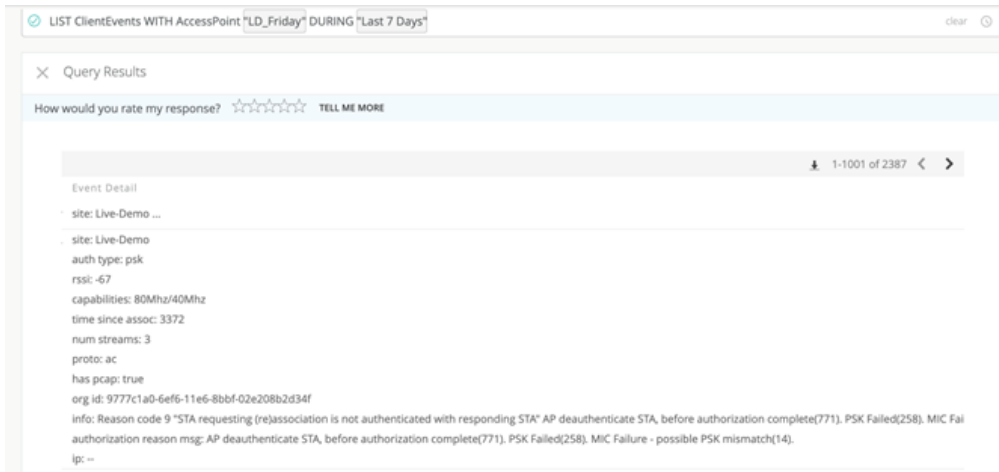 LIST ClientEvents WITH AccessPoint "LD_Friday" DURING "Last 7 Days"
clear
Query Results
How would you rate my response?
TELL ME MORE
1-1001 of 2387
Event Detail
site: Live-Demo ...
site: Live-Demo
auth type: psk
rssi: -67
capabilities: 80Mhz/40Mhz
time since assoc: 3372
num streams: 3
proto: ac
has pcap: true
org id: 9777c1a0-6ef6-11e6-8bbf-02e208b2d34f
info: Reason code 9 "STA requesting (re)association is not authenticated with responding STA" AP deauthenticate STA, before authorization complete(771). PSK Failed(258). MIC Fai
authorization reason msg: AP deauthenticate STA, before authorization complete(771). PSK Failed(258). MIC Failure - possible PSK mismatch(14).
ip: --